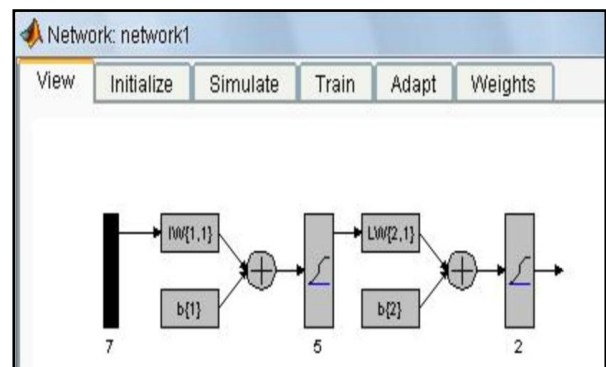 Network: network1
View Initialize Simulate Train Adapt Weights
IW{1,1} LW{2,1}
b{1} b{2}
7 5 2